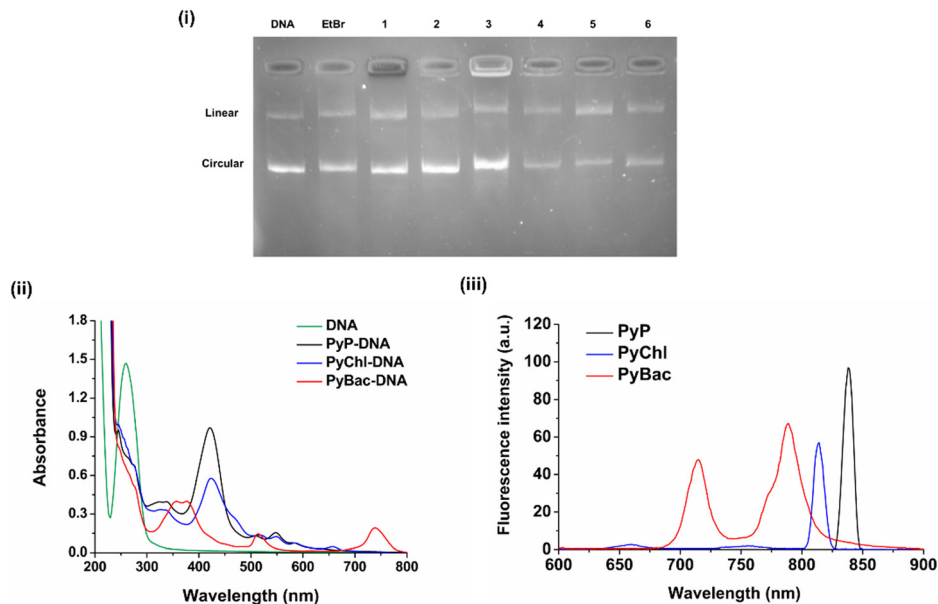 (i)
DNA EtBr 1 2 3 4 5 6
Linear
Circular
(ii)
1.8
1.5
1.2
0.9
0.6
0.3
0.0
200 300 400 500 600 700 800
Absorbance
Wavelength (nm)
DNA
PyP-DNA
PyChl-DNA
PyBac-DNA
(iii)
120
100
80
60
40
20
0
600 650 700 750 800 850 900
Fluorescence intensity (a.u.)
Wavelength (nm)
PyP
PyChl
PyBac